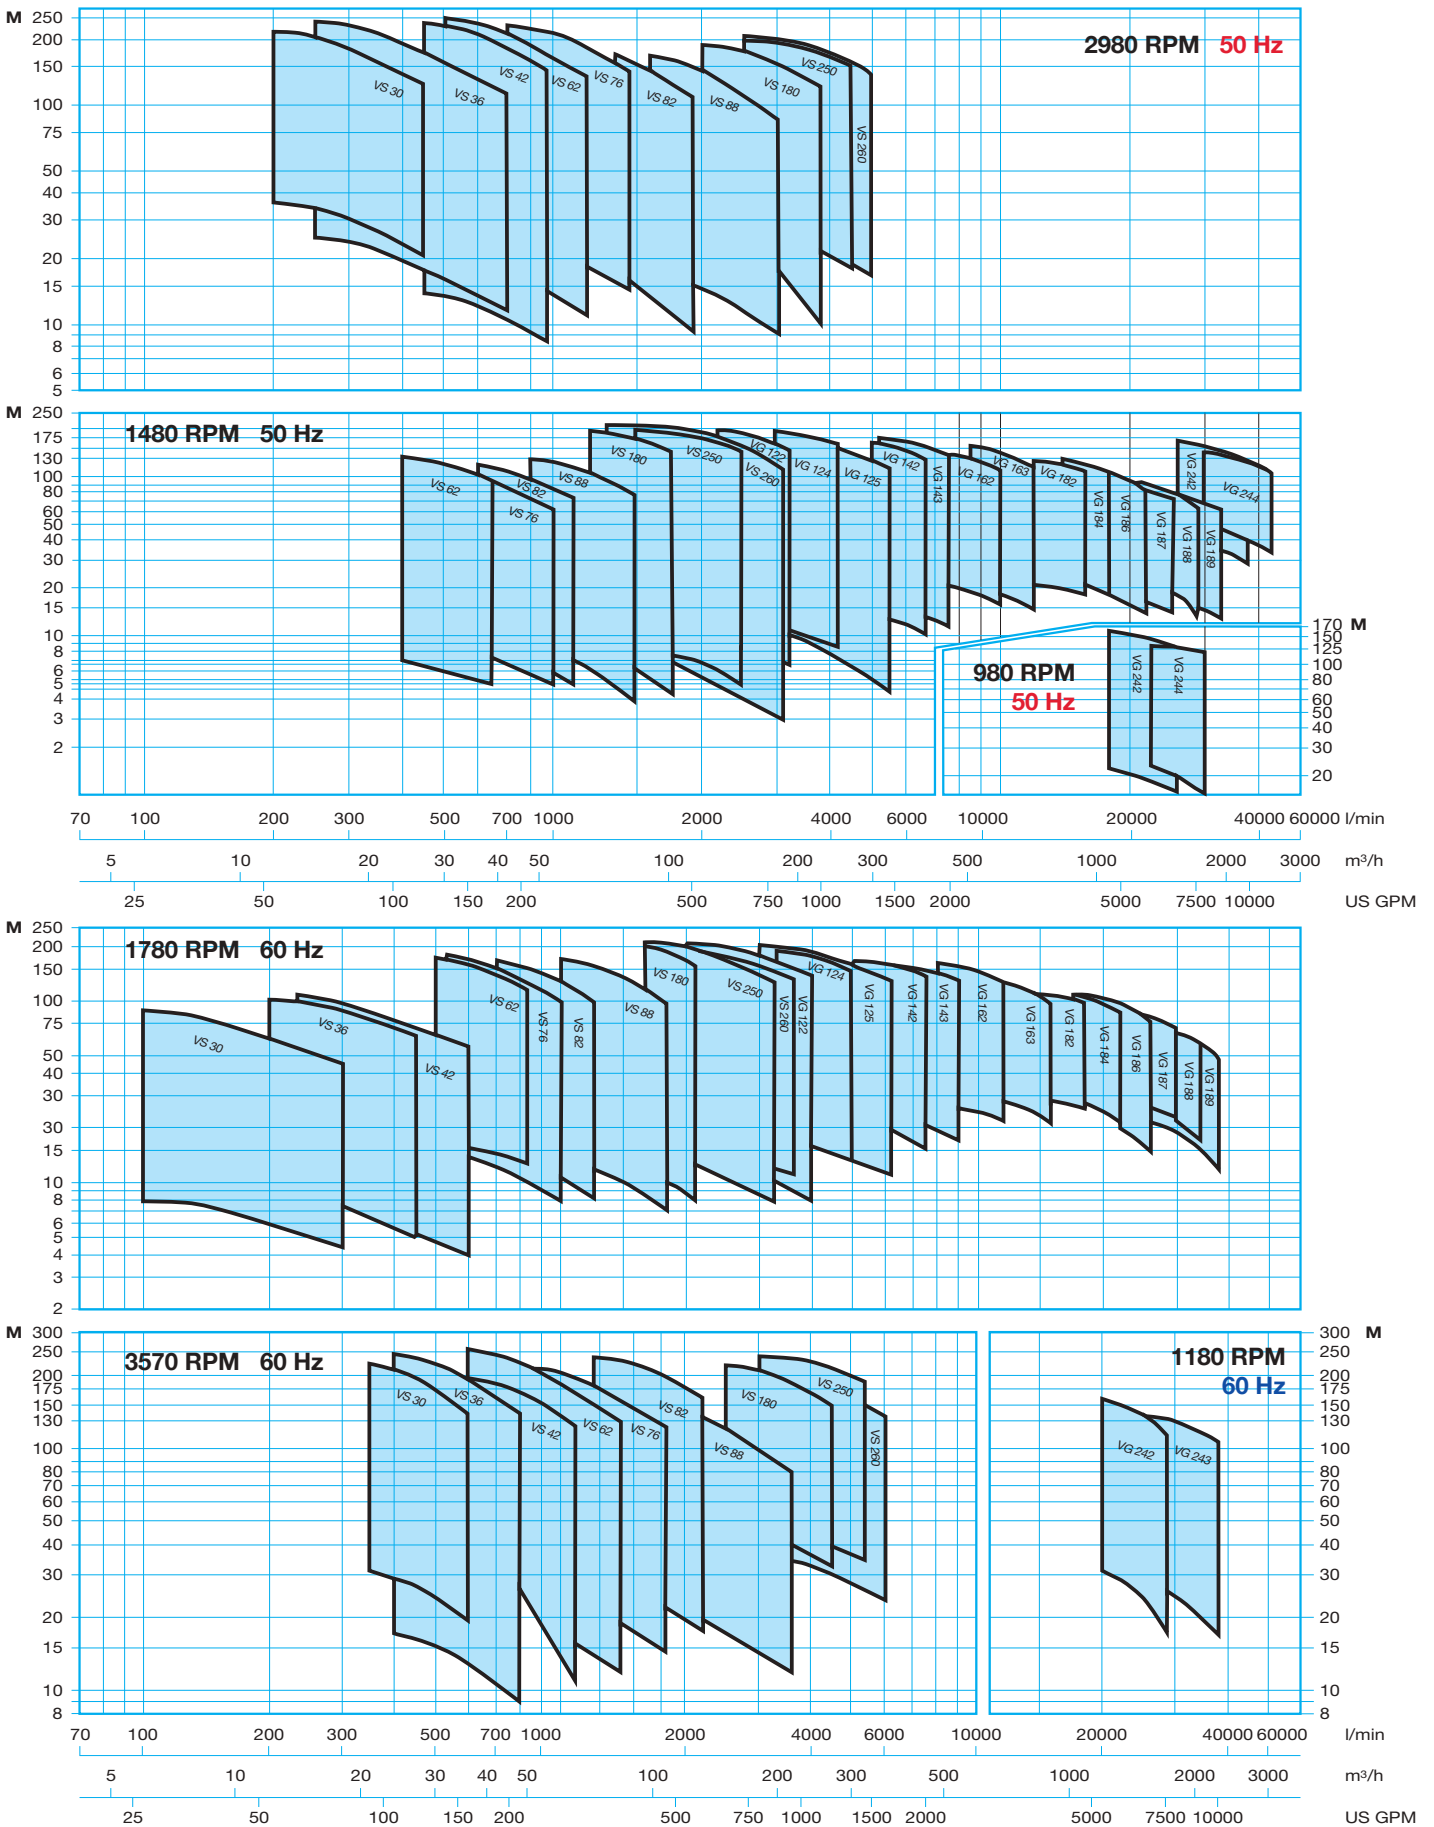 M 250
200
150
100
75
50
40
30
20
15
10
8
6
5
2980 RPM 50 Hz
VS 30
VS 36
VS 42
VS 62
VS 76
VS 82
VS 88
VS 180
VS 250
VS 260
M 250
175
130
100
80
60
50
40
30
20
15
10
8
6
5
4
3
2
1480 RPM 50 Hz
VS 62
VS 82
VS 76
VS 88
VS 180
VS 250
VS 260
VG 122
VG 124
VG 125
VG 142
VG 143
VG 162
VG 163
VG 182
VG 184
VG 186
VG 187
VG 188
VG 189
VG 242
VG 244
980 RPM
50 Hz
VG 242
VG 244
170 M
150
125
100
80
60
50
40
30
20
70 100 200 300 500 700 1000 2000 4000 6000 10000 20000 40000 60000 l/min
5 10 20 30 40 50 100 200 300 500 1000 2000 3000 m³/h
25 50 100 150 200 500 750 1000 1500 2000 5000 7500 10000 US GPM
M 250
200
150
100
75
50
40
30
30
15
10
8
6
5
4
3
2
1780 RPM 60 Hz
VS 30
VS 36
VS 42
VS 62
VS 76
VS 82
VS 88
VS 180
VS 250
VS 260
VG 122
VG 124
VG 125
VG 142
VG 143
VG 162
VG 163
VG 182
VG 184
VG 186
VG 187
VG 188
VG 189
M 300
250
200
175
150
130
100
80
70
60
50
40
30
20
15
10
8
3570 RPM 60 Hz
VS 30
VS 36
VS 42
VS 62
VS 76
VS 82
VS 88
VS 180
VS 250
VS 260
1180 RPM
60 Hz
VG 242
VG 243
300 M
250
200
175
150
130
100
80
70
60
50
40
30
20
15
10
8
70 100 200 300 500 700 1000 2000 4000 6000 10000 20000 40000 60000 l/min
5 10 20 30 40 50 100 200 300 500 1000 2000 3000 m³/h
25 50 100 150 200 500 750 1000 1500 2000 5000 7500 10000 US GPM